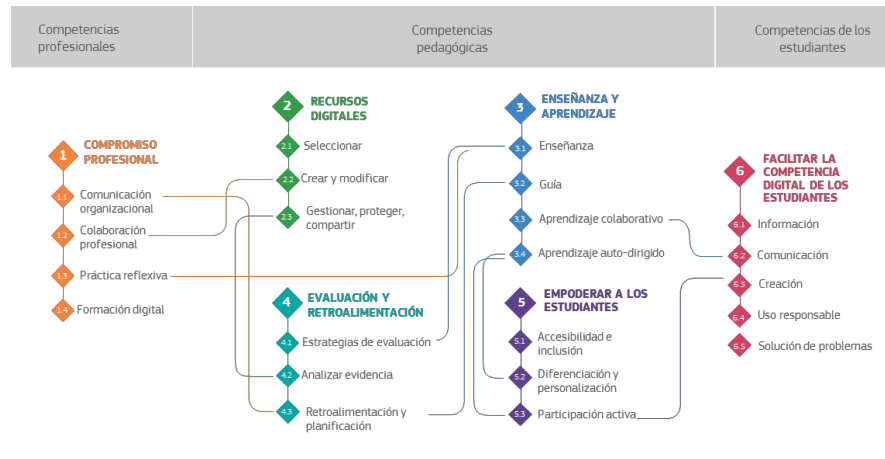 Competencias
profesionales
Competencias
pedagógicas
Competencias de los
estudiantes
1
COMPROMISO
PROFESIONAL
1.1
Comunicación
organizacional
1.2
Colaboración
profesional
1.3
Práctica reflexiva
1.4
Formación digital
2
RECURSOS
DIGITALES
2.1
Seleccionar
2.2
Crear y modificar
2.3
Gestionar, proteger,
compartir
3
ENSEÑANZA Y
APRENDIZAJE
3.1
Enseñanza
3.2
Guía
3.3
Aprendizaje colaborativo
3.4
Aprendizaje auto-dirigido
4
EVALUACIÓN Y
RETROALIMENTACIÓN
4.1
Estrategias de evaluación
4.2
Analizar evidencia
4.3
Retroalimentación y
planificación
5
EMPODERAR A LOS
ESTUDIANTES
5.1
Accesibilidad e
inclusión
5.2
Diferenciación y
personalización
5.3
Participación activa
6
FACILITAR LA
COMPETENCIA
DIGITAL DE LOS
ESTUDIANTES
6.1
Información
6.2
Comunicación
6.3
Creación
6.4
Uso responsable
6.5
Solución de problemas